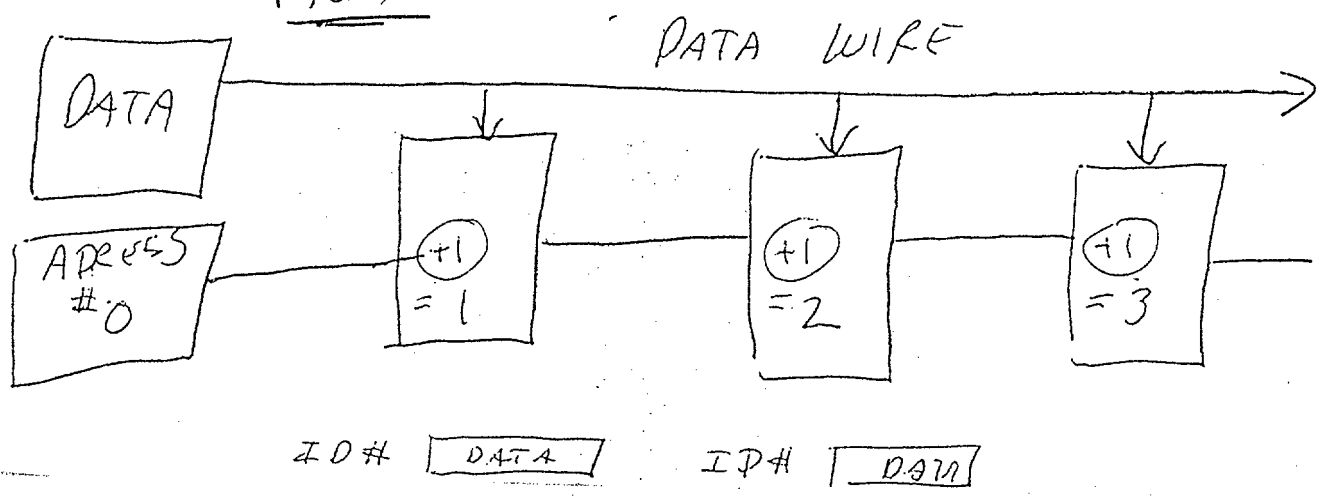 DATA WIRE
DATA
ADRESS
#0
+1
= 1
+1
= 2
+1
= 3
ID# DATA ID# DATA